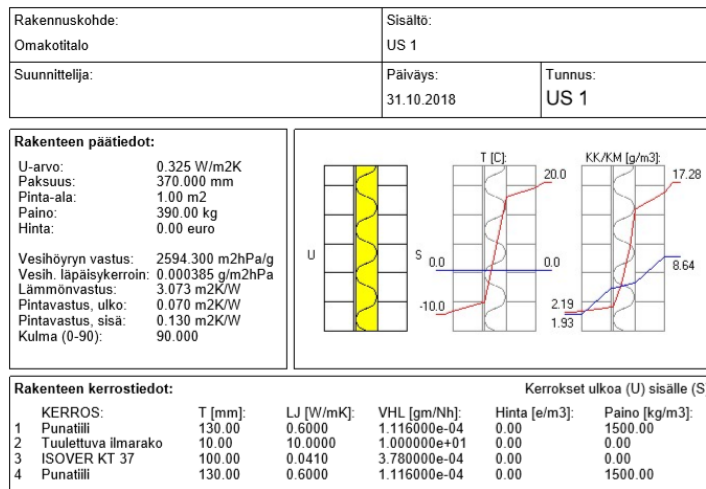 Rakennuskohde: Sisältö:
Omakotitalo US 1
Suunnittelija: Päiväys: Tunnus:
31.10.2018 US 1
Rakenteen päätiedot:
U-arvo: 0.325 W/m2K
Paksuus: 370.000 mm
Pinta-ala: 1.00 m2
Paino: 390.00 kg
Hinta: 0.00 euro
Vesihöyryn vastus: 2594.300 m2hPa/g
Vesih. läpäisykerroin: 0.000385 g/m2hPa
Lämmönvastus: 3.073 m2K/W
Pintavastus, ulko: 0.070 m2K/W
Pintavastus, sisä: 0.130 m2K/W
Kulma (0-90): 90.000
T [C]: KK/KM [g/m3]:
20.0 17.28
U S 0.0 0.0 8.64
-10.0 2.19
1.93
Rakenteen kerrostiedot: Kerrokset ulkoa (U) sisälle (S)
KERROS: T [mm]: LJ [W/mK]: VHL [gm/Nh]: Hinta [e/m3]: Paino [kg/m3]:
1 Punatiili 130.00 0.6000 1.116000e-04 0.00 1500.00
2 Tuulettuva ilmarako 10.00 10.0000 1.000000e+01 0.00 0.00
3 ISOVER KT 37 100.00 0.0410 3.780000e-04 0.00 0.00
4 Punatiili 130.00 0.6000 1.116000e-04 0.00 1500.00